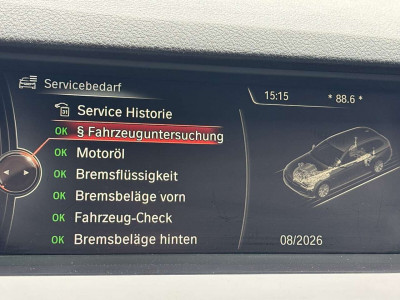 Servicebedarf
15:15
* 88.6 *
31
Service Historie
OK § Fahrzeuguntersuchung
OK Motoröl
OK Bremsflüssigkeit
OK Bremsbeläge vorn
OK Fahrzeug-Check
OK Bremsbeläge hinten
08/2026